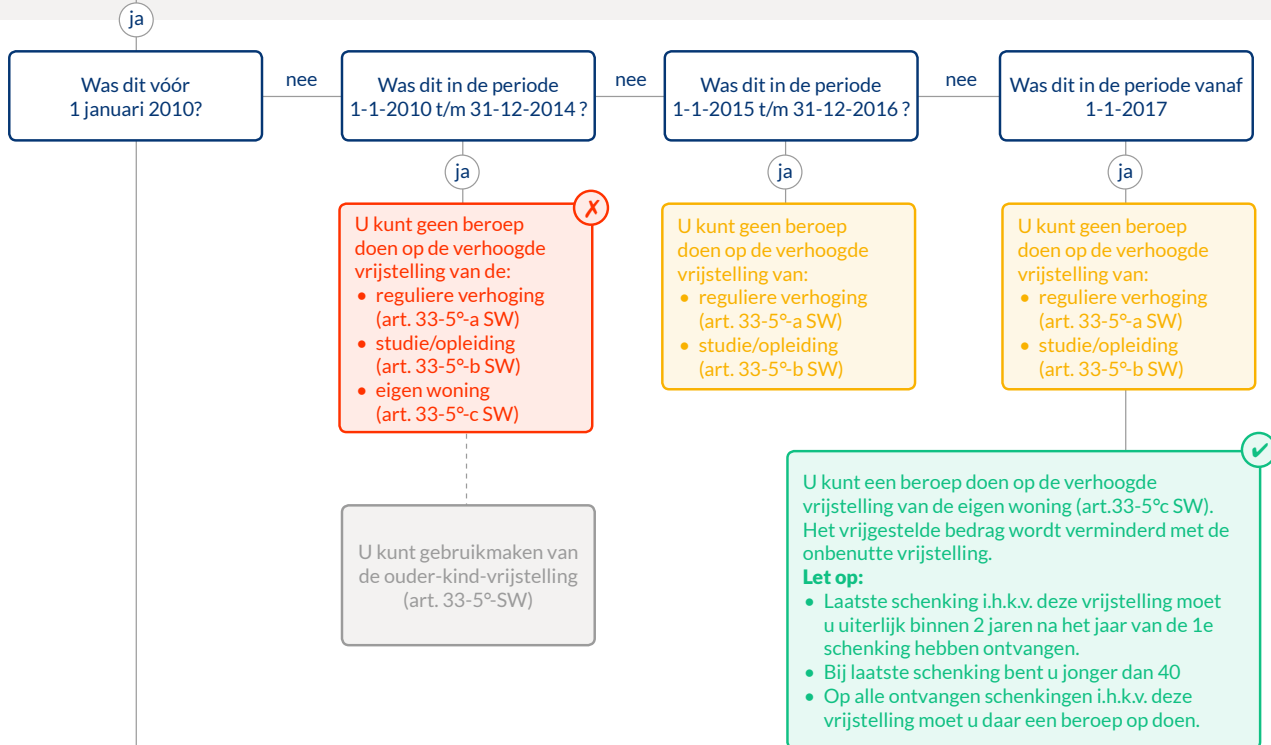 ja
Was dit vóór
1 januari 2010?
nee
Was dit in de periode
1-1-2010 t/m 31-12-2014 ?
nee
Was dit in de periode
1-1-2015 t/m 31-12-2016 ?
nee
Was dit in de periode vanaf
1-1-2017
ja
ja
ja
U kunt geen beroep
doen op de verhoogde
vrijstelling van de:
• reguliere verhoging
(art. 33-5°-a SW)
• studie/opleiding
(art. 33-5°-b SW)
• eigen woning
(art. 33-5°-c SW)
U kunt geen beroep
doen op de verhoogde
vrijstelling van:
• reguliere verhoging
(art. 33-5°-a SW)
• studie/opleiding
(art. 33-5°-b SW)
U kunt geen beroep
doen op de verhoogde
vrijstelling van:
• reguliere verhoging
(art. 33-5°-a SW)
• studie/opleiding
(art. 33-5°-b SW)
U kunt gebruikmaken van
de ouder-kind-vrijstelling
(art. 33-5°-SW)
U kunt een beroep doen op de verhoogde
vrijstelling van de eigen woning (art.33-5°c SW).
Het vrijgestelde bedrag wordt verminderd met de
onbenutte vrijstelling.
Let op:
• Laatste schenking i.h.k.v. deze vrijstelling moet
u uiterlijk binnen 2 jaren na het jaar van de 1e
schenking hebben ontvangen.
• Bij laatste schenking bent u jonger dan 40
• Op alle ontvangen schenkingen i.h.k.v. deze
vrijstelling moet u daar een beroep op doen.